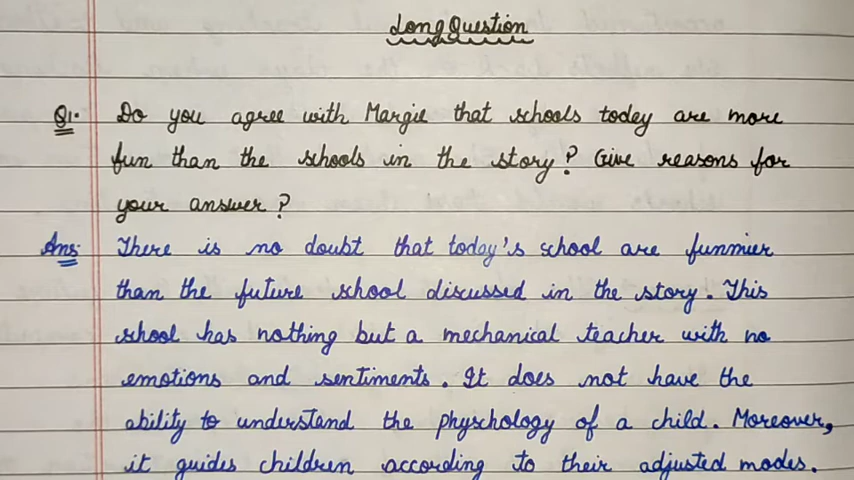 Long Question
Q1. Do you agree with Margie that schools today are more
fun than the schools in the story? Give reasons for
your answer?
Ans: There is no doubt that today's school are funnier
than the future school discussed in the story. This
school has nothing but a mechanical teacher with no
emotions and sentiments. It does not have the
ability to understand the physchology of a child. Moreover,
it guides children according to their adjusted modes.